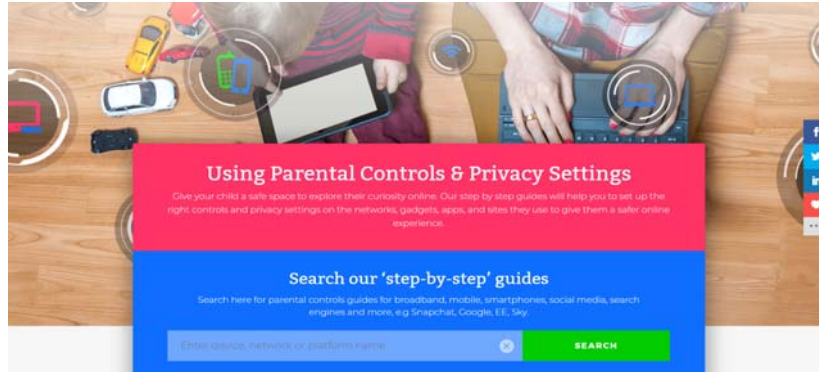 Using Parental Controls & Privacy Settings
Give your child a safe space to explore their curiosity online. Our step by step guides will help you to set up the
right controls and privacy settings on the networks, gadgets, apps, and sites they use to give them a safer online
experience.
Search our ‘step-by-step’ guides
Search here for parental controls guides for broadband, mobile, smartphones, social media, search
engines and more, e.g Snapchat, Google, EE, Sky.
Enter device, network or platform name
SEARCH